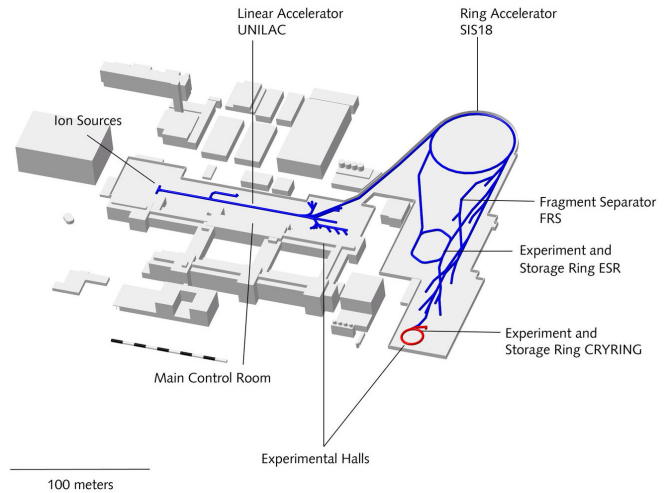 Linear Accelerator
UNILAC
Ring Accelerator
SIS18
Ion Sources
Fragment Separator
FRS
Experiment and
Storage Ring ESR
Experiment and
Storage Ring CRYRING
Main Control Room
Experimental Halls
100 meters